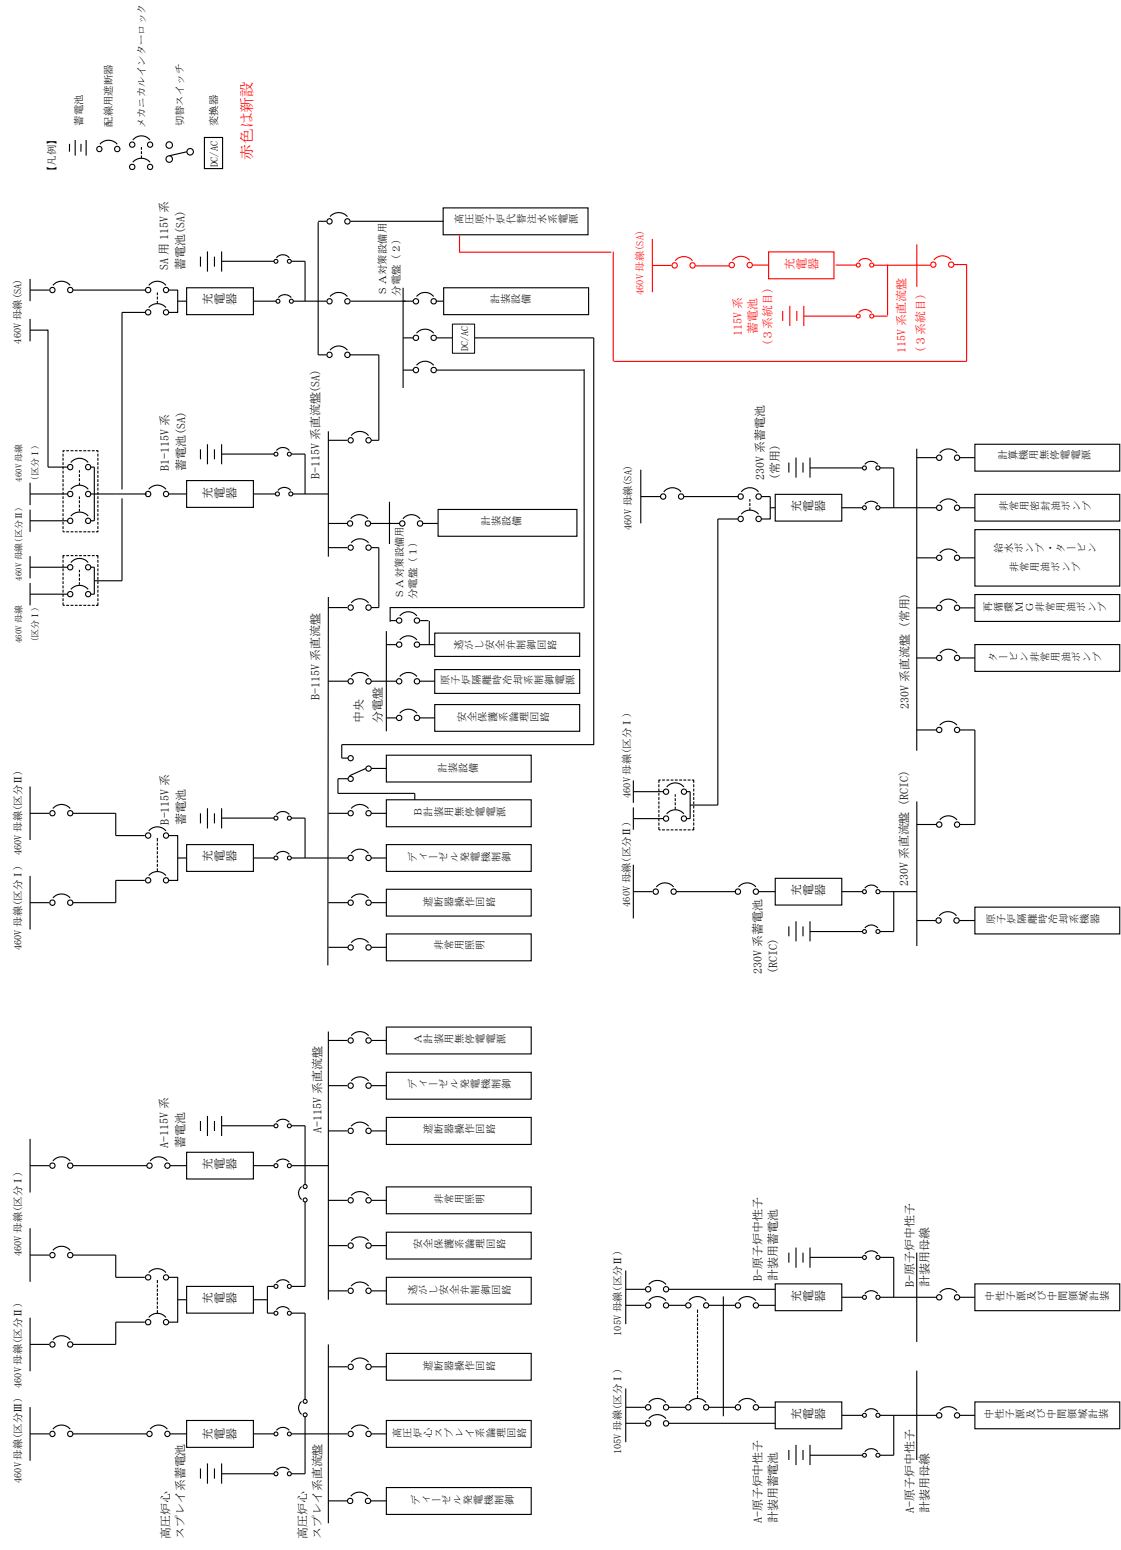 【凡例】
蓄電池
配線用遮断器
メカニカルインターロック
切替スイッチ
DC/AC
変換器
赤色は新設
460V 母線(区分Ⅲ)
460V 母線(区分Ⅱ)
460V 母線(区分Ⅰ)
充電器
充電器
充電器
高圧炉心
スプレイ系蓄電池
A-115V 系
蓄電池
高圧炉心
スプレイ系直流盤
A-115V 系直流盤
ディーゼル発電機制御
高圧炉心スプレイ系論理回路
遮断器操作回路
逃がし安全弁制御回路
安全保護系論理回路
非常用照明
遮断器操作回路
ディーゼル発電機制御
A計装用無停電電源
460V 母線(区分Ⅰ)
460V 母線(区分Ⅱ)
充電器
B-115V 系
蓄電池
B-115V 系直流盤
非常用照明
遮断器操作回路
ディーゼル発電機制御
B計装用無停電電源
計装設備
中央
分電盤
安全保護系論理回路
原子炉隔離時冷却系制御電源
逃がし安全弁制御回路
460V 母線
(区分Ⅰ)
460V 母線(区分Ⅱ)
460V 母線
(区分Ⅰ)
460V 母線(SA)
充電器
B1-115V 系
蓄電池(SA)
B-115V 系直流盤(SA)
SA対策設備用
分電盤（1）
計装設備
充電器
SA 用 115V 系
蓄電池(SA)
SA対策設備用
分電盤（2）
DC/AC
計装設備
高圧原子炉代替注水系電源
105V 母線(区分Ⅰ)
105V 母線(区分Ⅱ)
充電器
充電器
A-原子炉中性子
計装用蓄電池
B-原子炉中性子
計装用蓄電池
A-原子炉中性子
計装用母線
B-原子炉中性子
計装用母線
中性子源及び中間領域計装
中性子源及び中間領域計装
460V 母線(区分Ⅱ)
460V 母線(区分Ⅰ)
460V 母線(SA)
充電器
230V 系蓄電池
(RCIC)
230V 系直流盤 (RCIC)
原子炉隔離時冷却系機器
充電器
230V 系蓄電池
(常用)
230V 系直流盤 (常用)
タービン非常用油ポンプ
再循環MG非常用油ポンプ
給水ポンプ・タービン
非常用油ポンプ
非常用密封油ポンプ
計算機用無停電電源
460V 母線(SA)
充電器
115V 系
蓄電池
(3系統目)
115V 系直流盤
(3系統目)